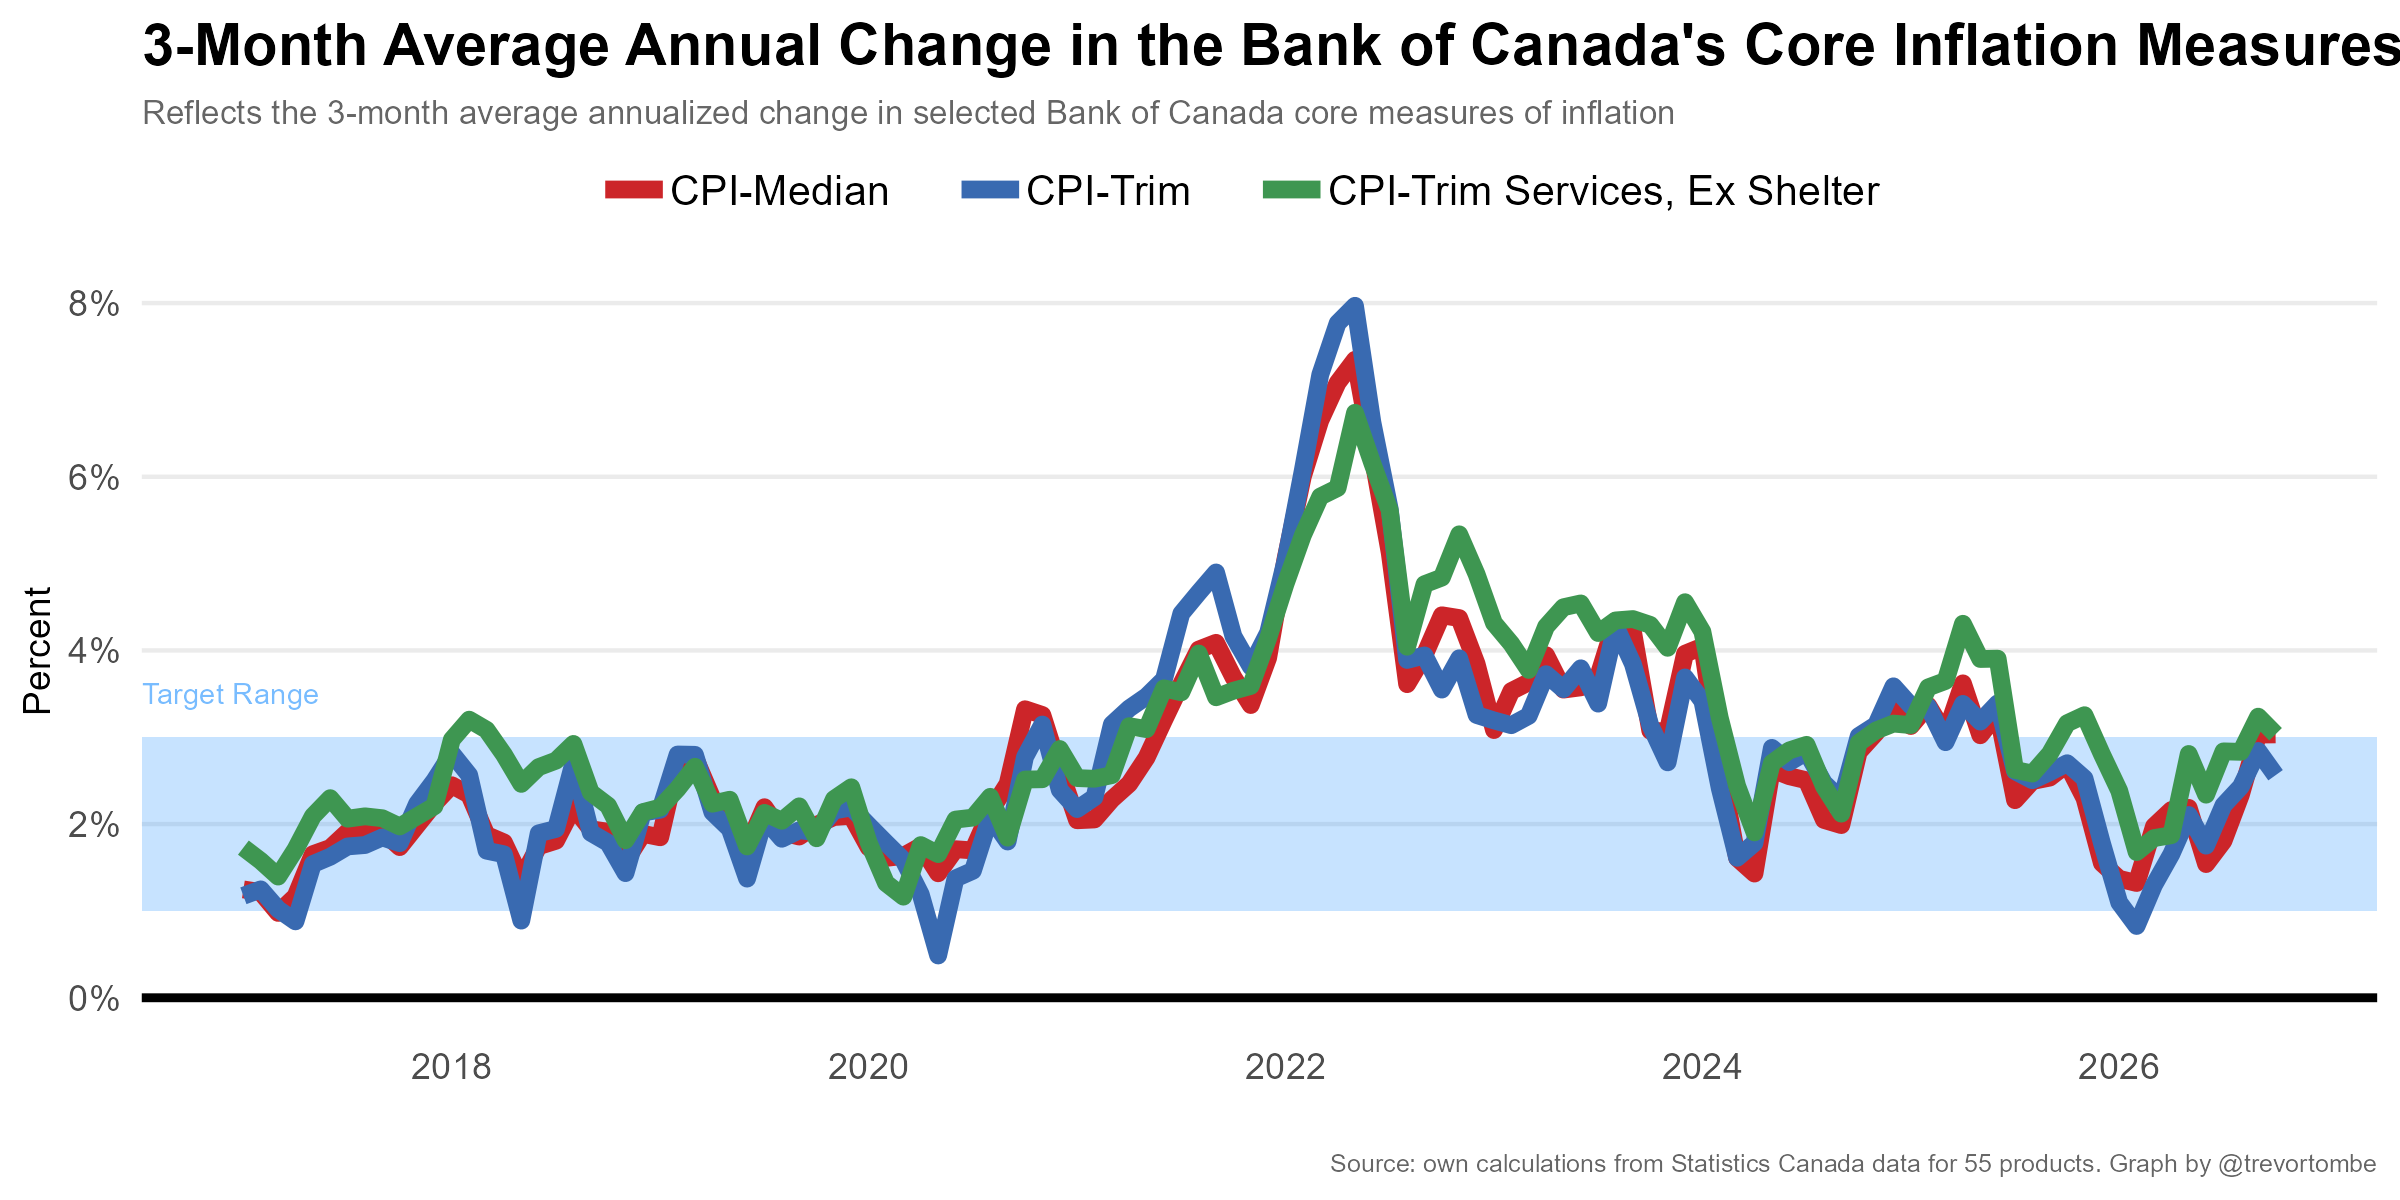 3-Month Average Annual Change in the Bank of Canada's Core Inflation Measures
Reflects the 3-month average annualized change in selected Bank of Canada core measures of inflation
CPI-Median CPI-Trim CPI-Trim Services, Ex Shelter
8%
6%
4%
2%
0%
Percent
Target Range
2018 2020 2022 2024 2026
Source: own calculations from Statistics Canada data for 55 products. Graph by @trevortombe